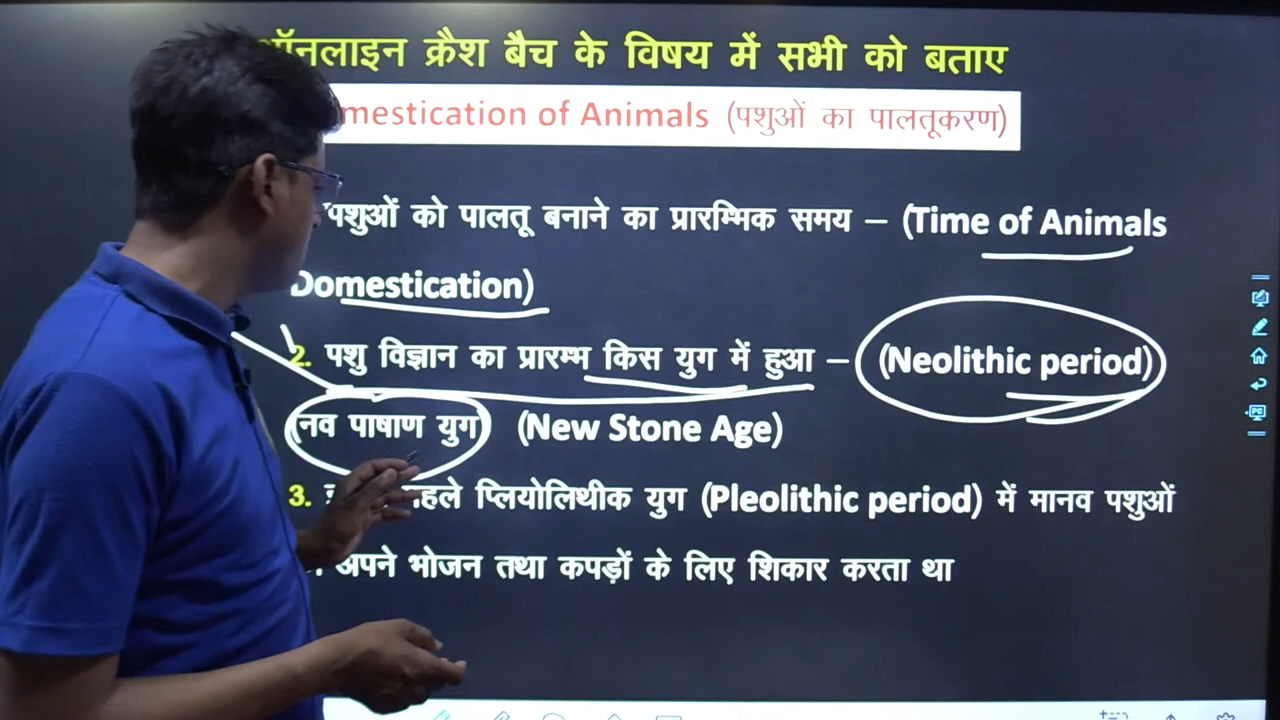 ऑनलाइन क्रैश बैच के विषय में सभी को बताए
mestication of Animals (पशुओं का पालतूकरण)
पशुओं को पालतू बनाने का प्रारम्भिक समय – (Time of Animals
Domestication)
2. पशु विज्ञान का प्रारम्भ किस युग में हुआ – (Neolithic period)
(नव पाषाण युग) (New Stone Age)
3. हले प्लियोलिथीक युग (Pleolithic period) में मानव पशुओं
अपने भोजन तथा कपड़ों के लिए शिकार करता था
PC